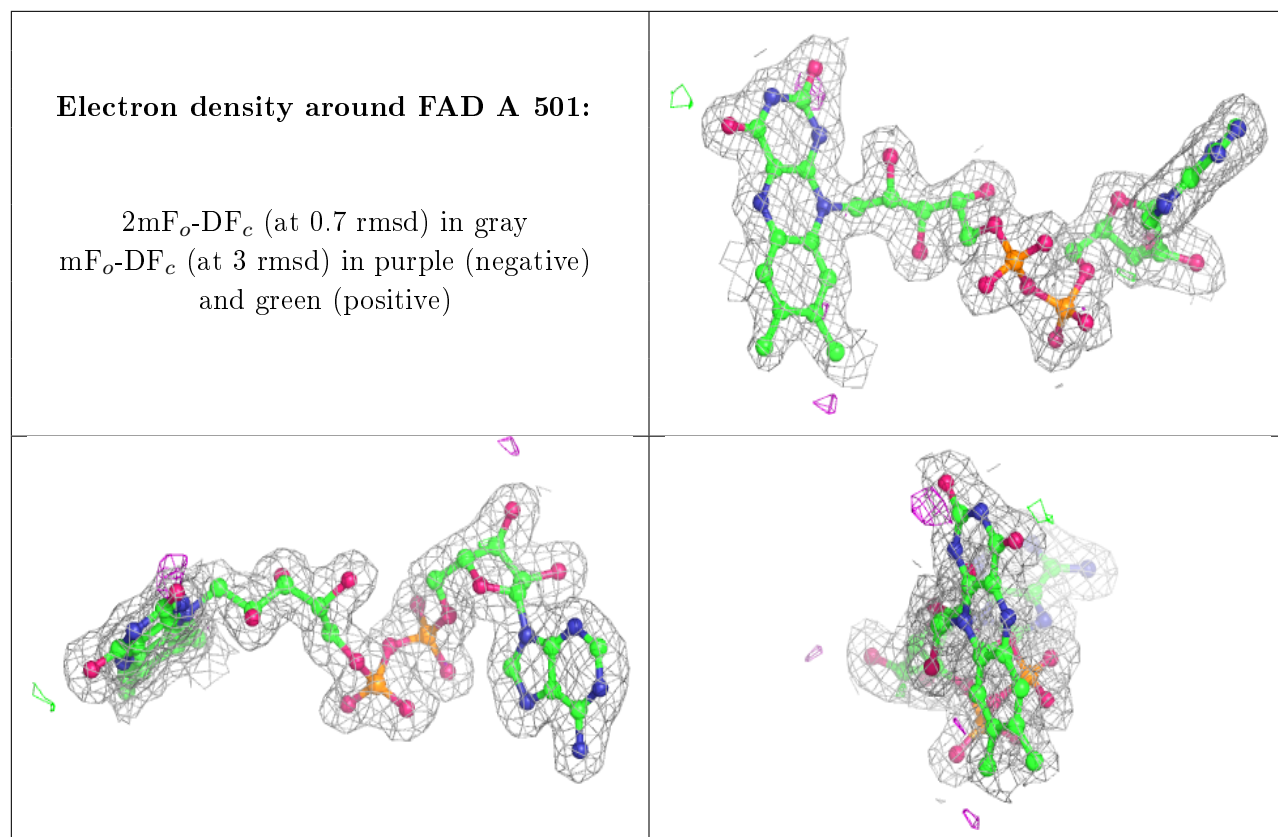 Electron density around FAD A 501:
2mFₒ-DF𝒸 (at 0.7 rmsd) in gray
mFₒ-DF𝒸 (at 3 rmsd) in purple (negative)
and green (positive)